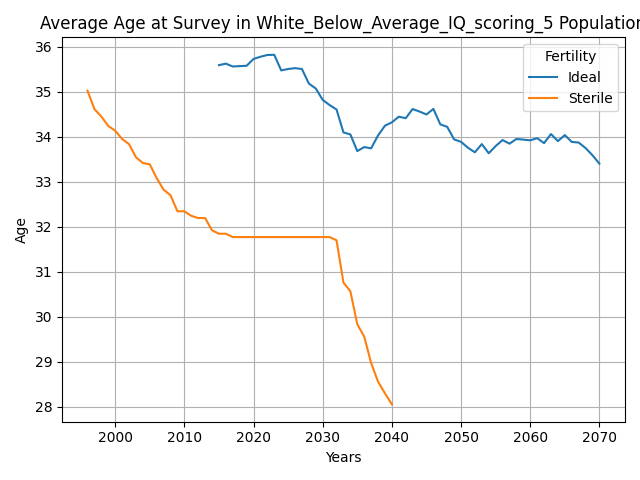 Average Age at Survey in White_Below_Average_IQ_scoring_5 Population
Fertility
Ideal
Sterile
Age
36
35
34
33
32
31
30
29
28
2000
2010
2020
2030
2040
2050
2060
2070
Years